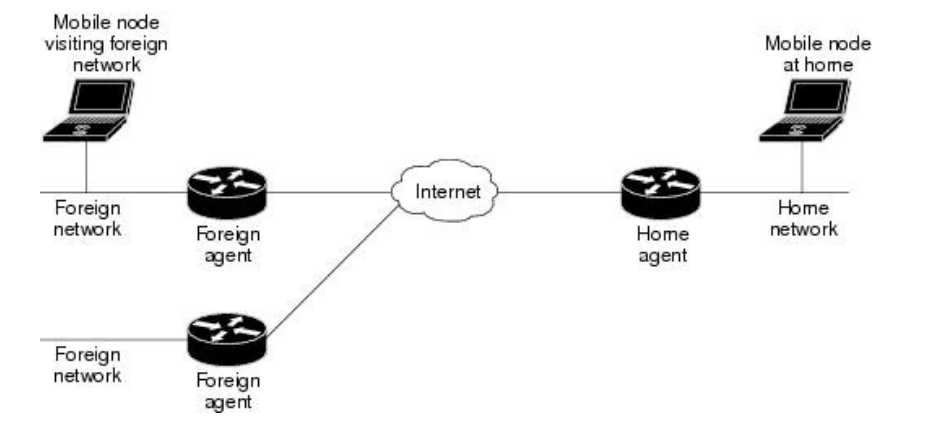 Mobile node
visiting foreign
network
Mobile node
at home
Internet
Foreign
network
Foreign
agent
Home
agent
Home
network
Foreign
network
Foreign
agent